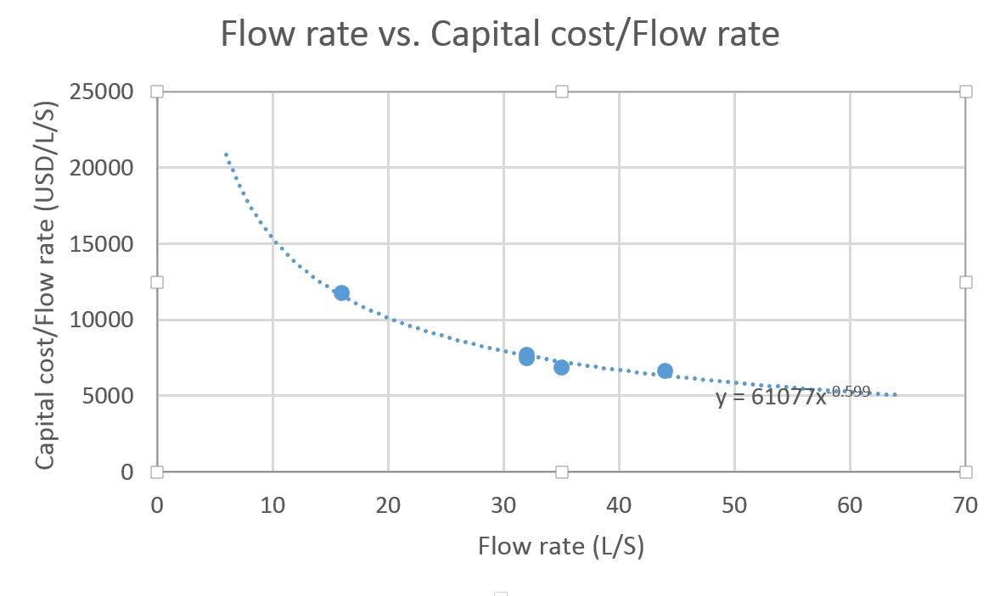 Flow rate vs. Capital cost/Flow rate
Capital cost/Flow rate (USD/L/S)
25000
20000
15000
10000
5000
0
y = 61077x^-0.599
0 10 20 30 40 50 60 70
Flow rate (L/S)